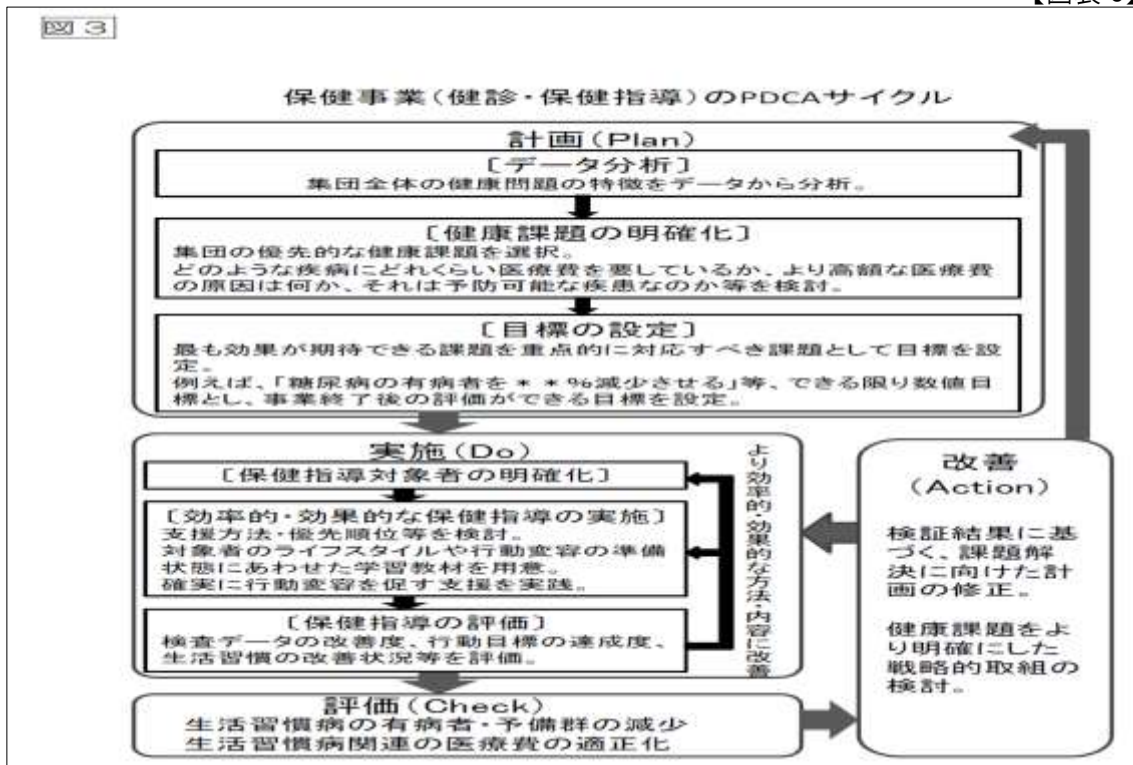 図３
保健事業(健診・保健指導)のPDCAサイクル
計画(Plan)
［データ分析］
集団全体の健康問題の特徴をデータから分析。
［健康課題の明確化］
集団の優先的な健康課題を選択。
どのような疾病にどれくらい医療費を要しているか、より高額な医療費
の原因は何か、それは予防可能な疾患なのか等を検討。
［目標の設定］
最も効果が期待できる課題を重点的に対応すべき課題として目標を設
定。
例えば、「糖尿病の有病者を＊＊％減少させる」等、できる限り数値目
標とし、事業終了後の評価ができる目標を設定。
実施(Do)
［保健指導対象者の明確化］
［効率的・効果的な保健指導の実施］
支援方法・優先順位等を検討。
対象者のライフスタイルや行動変容の準備
状態にあわせた学習教材を用意。
確実に行動変容を促す支援を実践。
［保健指導の評価］
検査データの改善度、行動目標の達成度、
生活習慣の改善状況等を評価。
より効率的・効果的な方法・内容に改善
評価(Check)
生活習慣病の有病者・予備群の減少
生活習慣病関連の医療費の適正化
改善
(Action)
検証結果に基
づく、課題解
決に向けた計
画の修正。
健康課題をよ
り明確にした
戦略的取組の
検討。